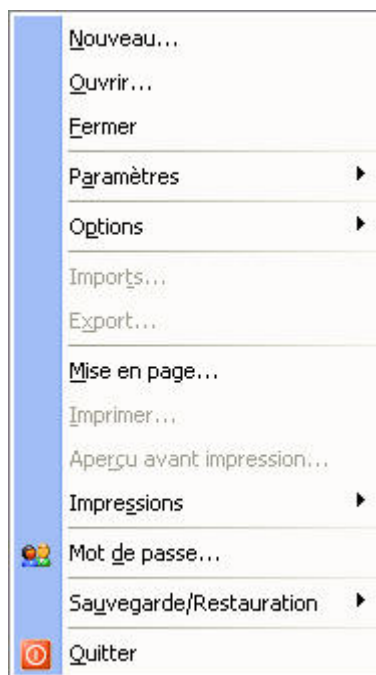 Nouveau...
Ouvrir...
Fermer
Paramètres
Options
Imports...
Export...
Mise en page...
Imprimer...
Aperçu avant impression...
Impressions
Mot de passe...
Sauvegarde/Restauration
Quitter